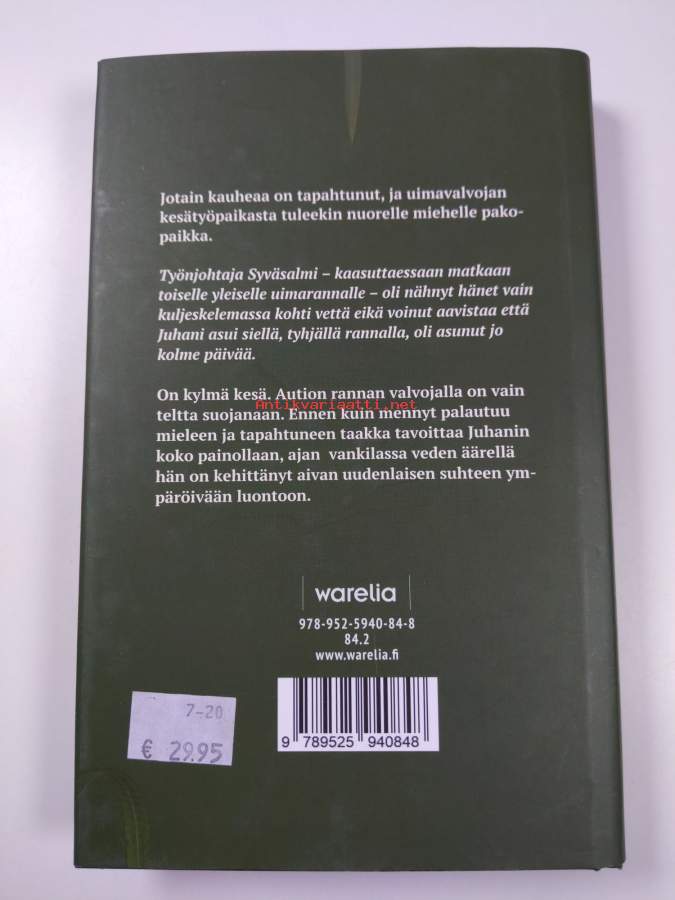 Jotain kauheaa on tapahtunut, ja uimavalvojan
kesätyöpaikasta tuleekin nuorelle miehelle pako-
paikka.
Työnjohtaja Syväsalmi – kaasuttaessaan matkaan
toiselle yleiselle uimarannalle – oli nähnyt hänet vain
kuljeskelemassa kohti vettä eikä voinut aavistaa että
Juhani asui siellä, tyhjällä rannalla, oli asunut jo
kolme päivää.
On kylmä kesä. Aution rannan valvojalla on vain
Antikvariaatti.net
teltta suojanaan. Ennen kuin mennyt palautuu
mieleen ja tapahtuneen taakka tavoittaa Juhanin
koko painollaan, ajan vankilassa veden äärellä
hän on kehittänyt aivan uudenlaisen suhteen ym-
päröivään luontoon.
warelia
978-952-5940-84-8
84.2
www.warelia.fi
7-20
€ 29.95
9 789525 940848